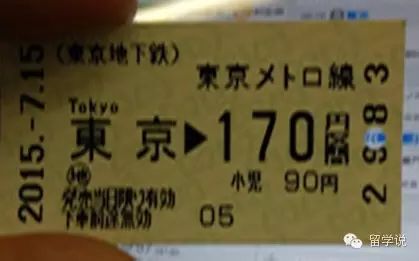 2015.-7.15
(東京地下鉄)
東京メトロ線
Tokyo
東京▶170円区間
㊞
小児 90円
発売当日限り有効
下車前途無効
05
2983
留学说